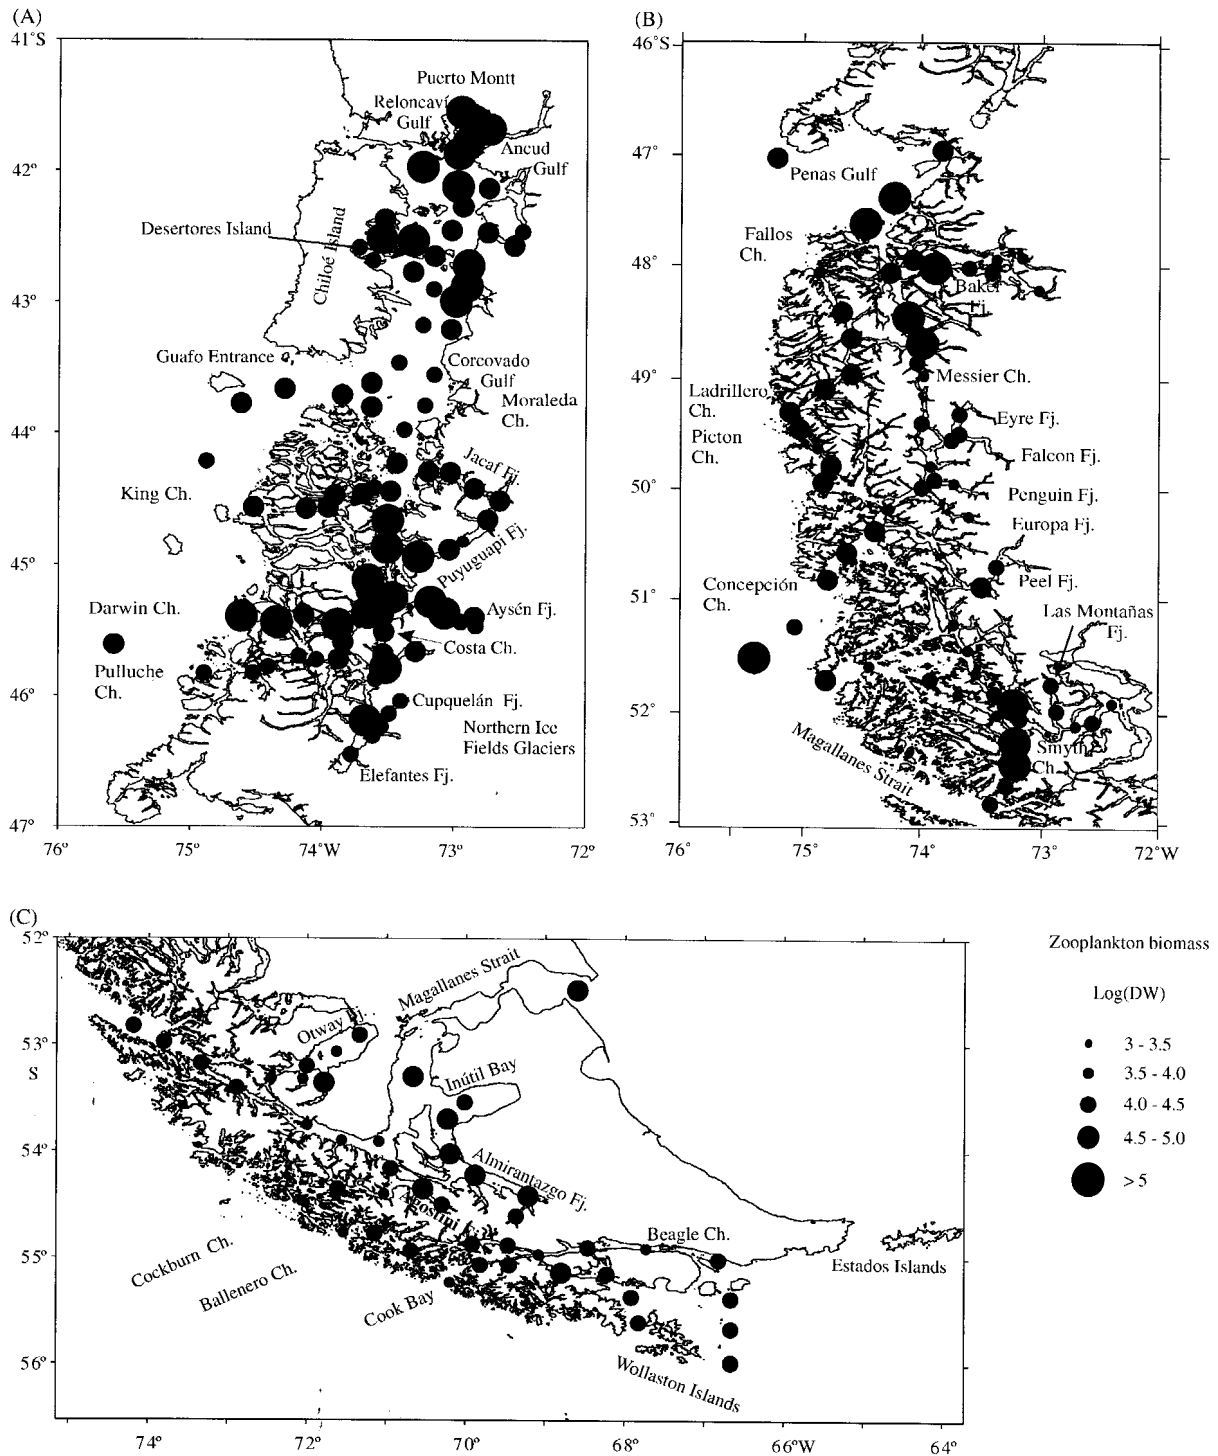 (A)
41°S
Puerto Montt
Reloncaví
Gulf
Ancud
Gulf
42°
Desertores Island
Chiloé Island
43°
Guafo Entrance
Corcovado
Gulf
Moraleda
Ch.
44°
Jacaf Fj.
King Ch.
45°
Puyuguapi Fj.
Darwin Ch.
Aysén Fj.
Costa Ch.
Pulluche
Ch.
46°
Cupquelán Fj.
Northern Ice
Fields Glaciers
Elefantes Fj.
47°
76°
75°
74°W
73°
72°
(B)
46°S
47°
Penas Gulf
Fallos
Ch.
48°
Baker
Fj.
49°
Messier Ch.
Ladrillero
Ch.
Picton
Ch.
Eyre Fj.
Falcon Fj.
50°
Penguin Fj.
Europa Fj.
Concepción
Ch.
Peel Fj.
51°
Las Montañas
Fj.
52°
Smyth
Ch.
Magallanes Strait
53°
76°
75°
74°
73°
72°W
(C)
52°
Magallanes Strait
Otway Fj.
53°
S
Inútil Bay
54°
Almirantazgo Fj.
Agostini F
55°
Beagle Ch.
Estados Islands
Cockburn Ch.
Ballenero Ch.
Cook Bay
56°
Wollaston Islands
74°
72°
70°
68°
66°W
64°
Zooplankton biomass
Log(DW)
3 - 3.5
3.5 - 4.0
4.0 - 4.5
4.5 - 5.0
> 5